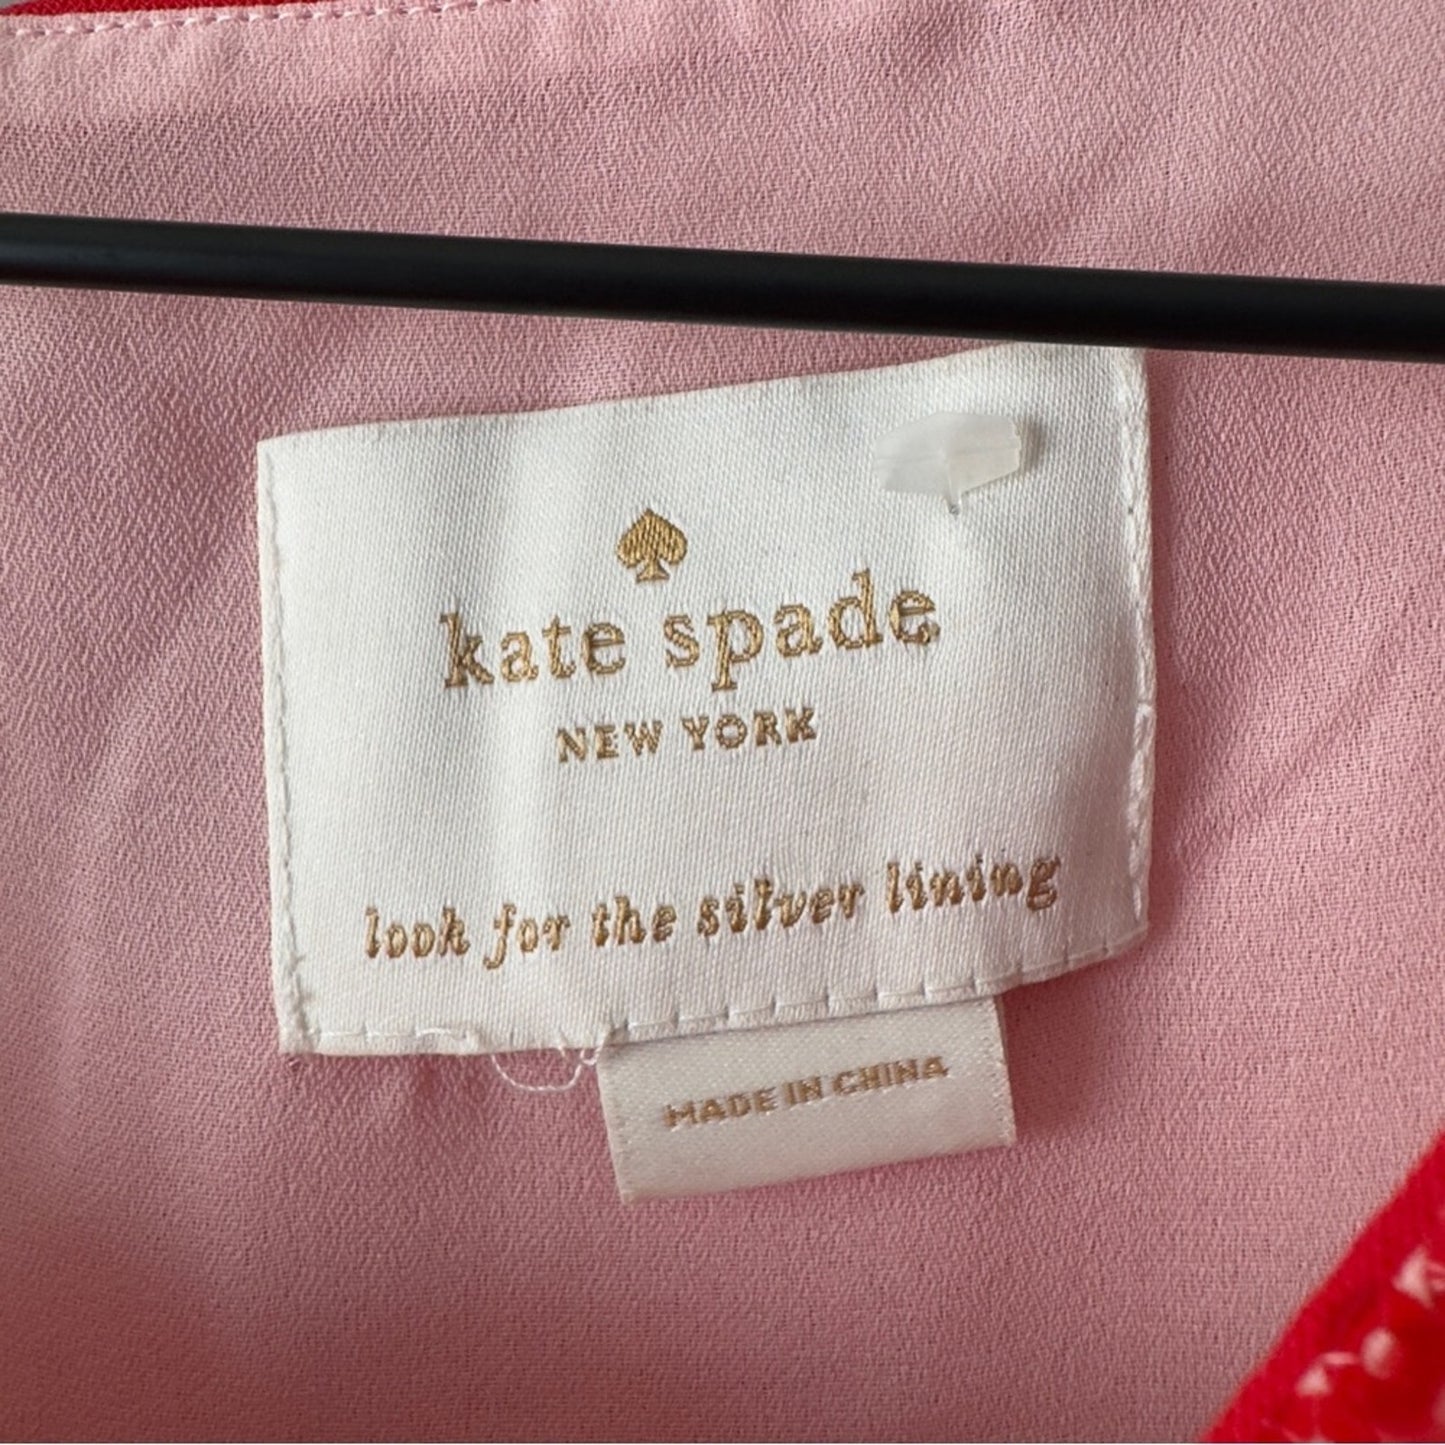 kate spade
NEW YORK
look for the silver lining
MADE IN CHINA